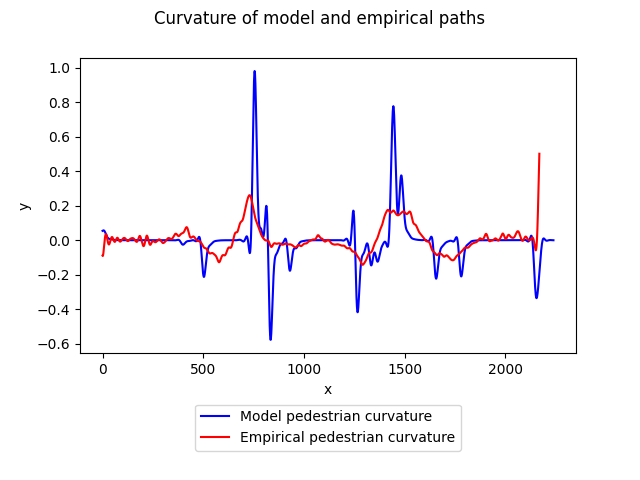 Curvature of model and empirical paths
y
1.0
0.8
0.6
0.4
0.2
0.0
−0.2
−0.4
−0.6
0 500 1000 1500 2000
x
Model pedestrian curvature
Empirical pedestrian curvature